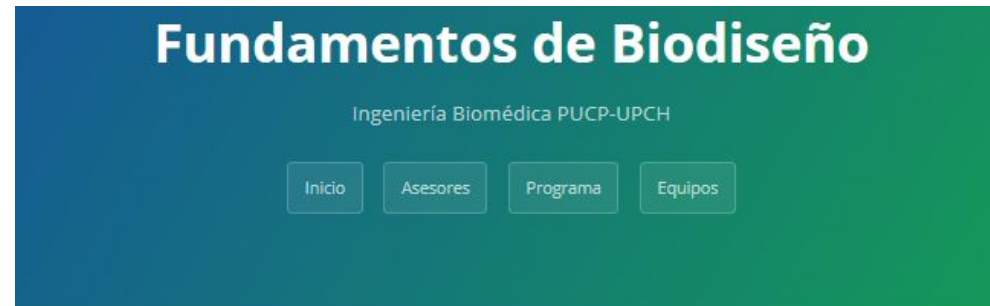 Fundamentos de Biodiseño
Ingeniería Biomédica PUCP-UPCH
Inicio Asesores Programa Equipos